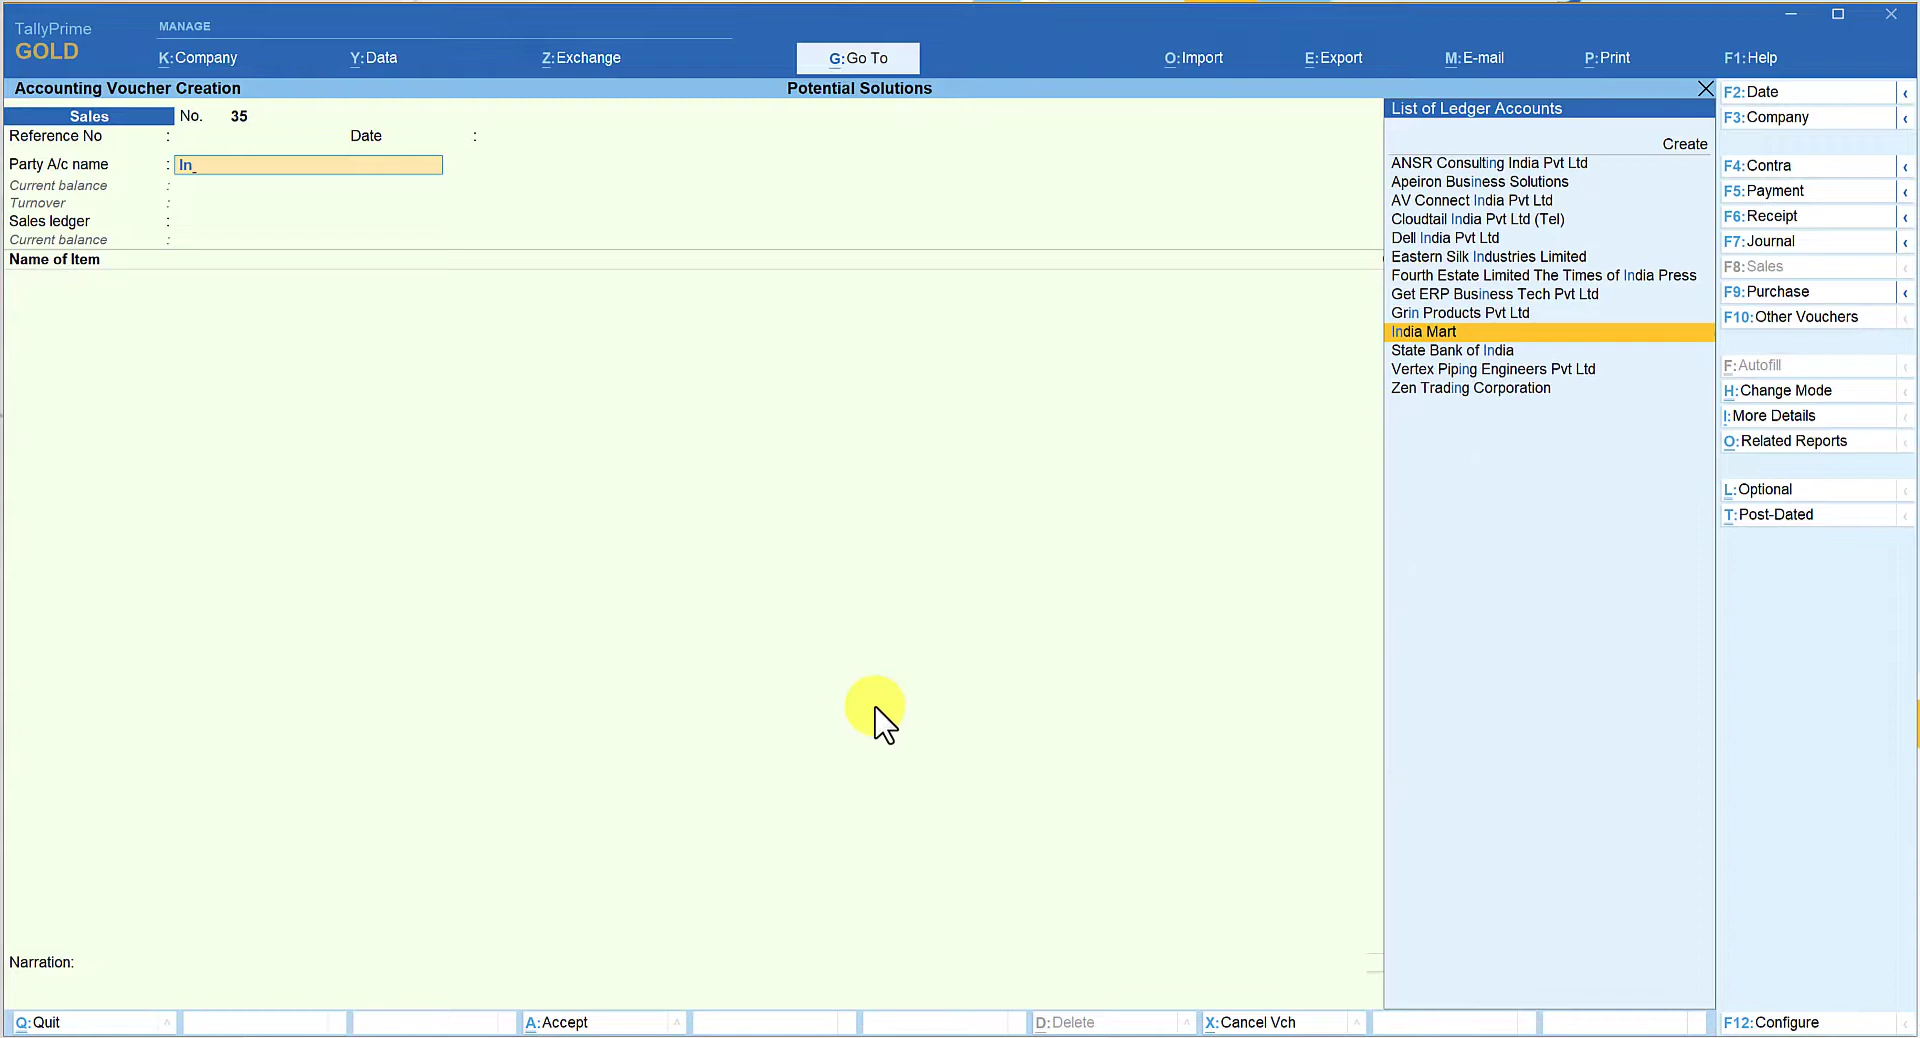 TallyPrime
GOLD
MANAGE
K:Company
Y:Data
Z:Exchange
G:Go To
O:Import
E:Export
M:E-mail
P:Print
F1:Help
Accounting Voucher Creation
Potential Solutions
Sales No. 35
Reference No :
Date :
Party A/c name : In
Current balance :
Turnover :
Sales ledger :
Current balance :
Name of Item
List of Ledger Accounts
Create
ANSR Consulting India Pvt Ltd
Apeiron Business Solutions
AV Connect India Pvt Ltd
Cloudtail India Pvt Ltd (Tel)
Dell India Pvt Ltd
Eastern Silk Industries Limited
Fourth Estate Limited The Times of India Press
Get ERP Business Tech Pvt Ltd
Grin Products Pvt Ltd
India Mart
State Bank of India
Vertex Piping Engineers Pvt Ltd
Zen Trading Corporation
F2:Date
F3:Company
F4:Contra
F5:Payment
F6:Receipt
F7:Journal
F8:Sales
F9:Purchase
F10:Other Vouchers
F:Autofill
H:Change Mode
I:More Details
O:Related Reports
L:Optional
T:Post-Dated
Narration:
Q:Quit
A:Accept
D:Delete
X:Cancel Vch
F12:Configure